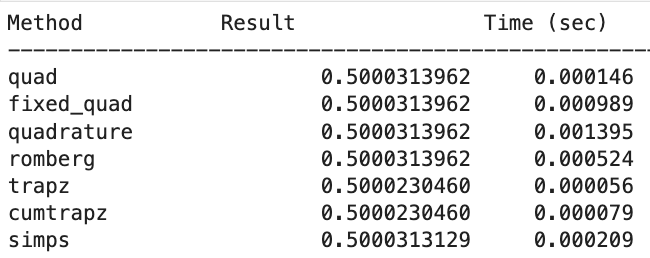 Method Result Time (sec)
----------------------------------------------------
quad 0.5000313962 0.000146
fixed_quad 0.5000313962 0.000989
quadrature 0.5000313962 0.001395
romberg 0.5000313962 0.000524
trapz 0.5000230460 0.000056
cumtrapz 0.5000230460 0.000079
simps 0.5000313129 0.000209